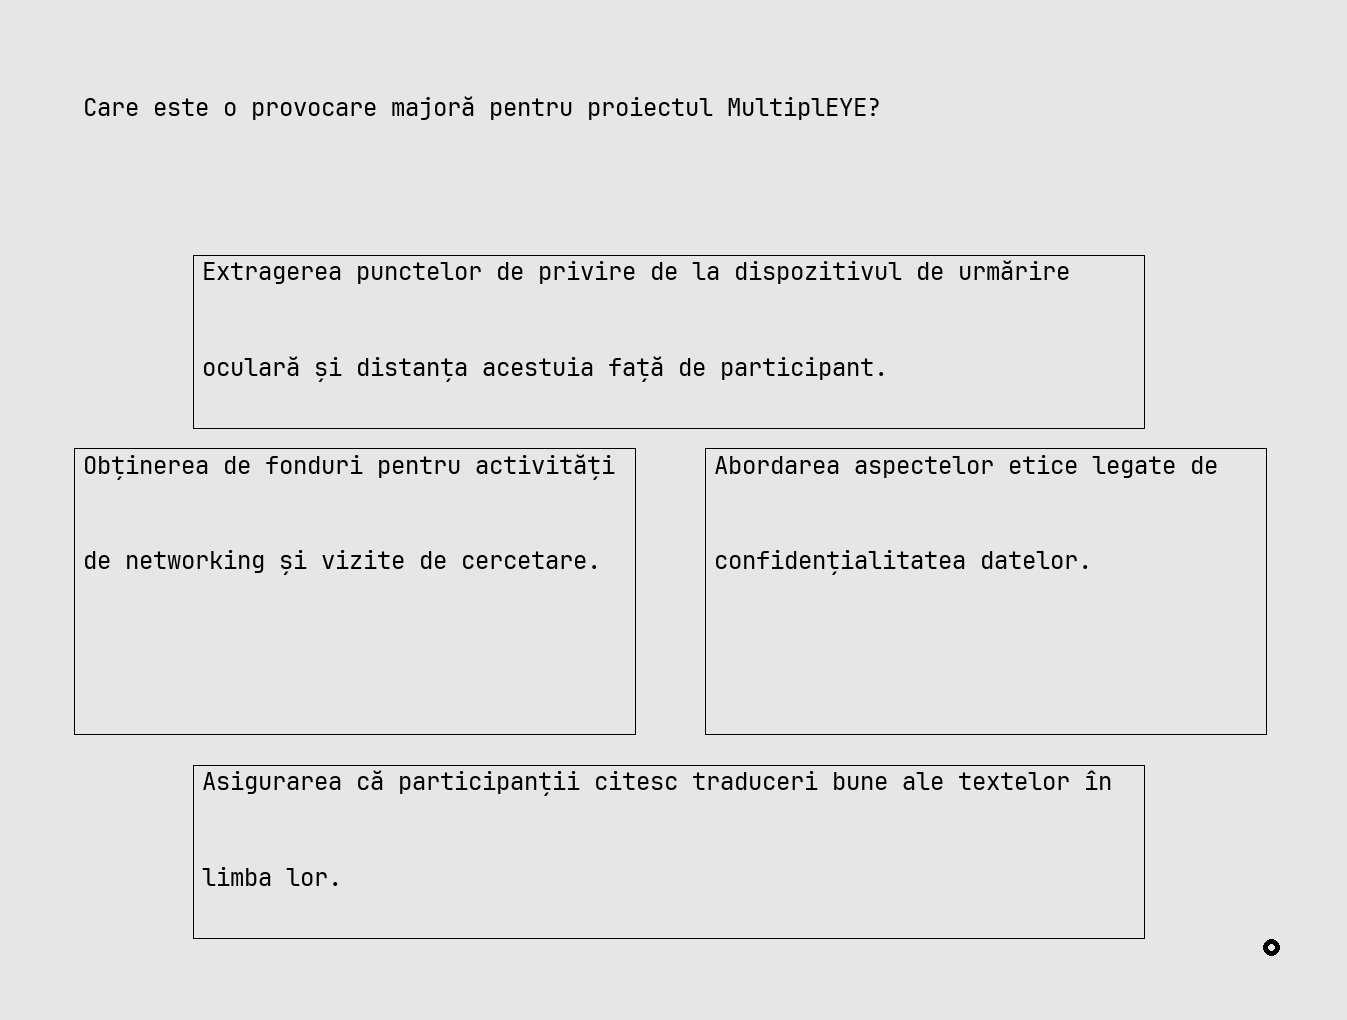 Care este o provocare majoră pentru proiectul MultiplEYE?
Extragerea punctelor de privire de la dispozitivul de urmărire
oculară și distanța acestuia față de participant.
Obținerea de fonduri pentru activități
de networking și vizite de cercetare.
Abordarea aspectelor etice legate de
confidențialitatea datelor.
Asigurarea că participanții citesc traduceri bune ale textelor în
limba lor.